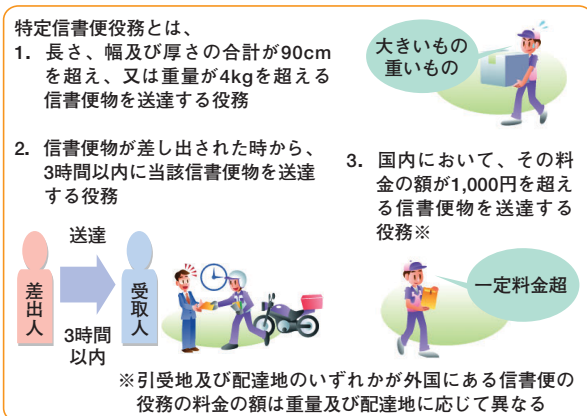 特定信書便役務とは、
1. 長さ、幅及び厚さの合計が90cm
を超え、又は重量が4kgを超える
信書便物を送達する役務
大きいもの
重いもの
2. 信書便物が差し出された時から、
3時間以内に当該信書便物を送達
する役務
3. 国内において、その料
金の額が1,000円を超え
る信書便物を送達する
役務※
差出人
送達
3時間
以内
受取人
一定料金超
※引受地及び配達地のいずれかが外国にある信書便の
役務の料金の額は重量及び配達地に応じて異なる